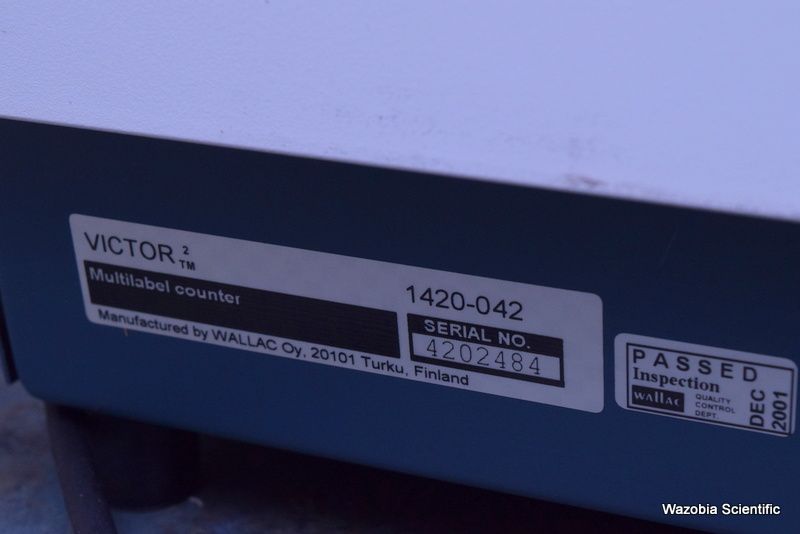 VICTOR 2 TM
Multilabel counter
Manufactured by WALLAC Oy, 20101 Turku, Finland
1420-042
SERIAL NO.
4202484
PASSED
Inspection
WALLAC
QUALITY
CONTROL
DEPT.
DEC
2001
Wazobia Scientific